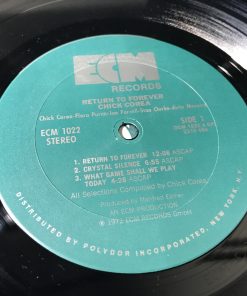 ECM
RECORDS
RETURN TO FOREVER
CHICK COREA
Chick Corea-Flora Purim-Joe Farrell-Stan Clarke-Airto Moreira
ECM 1022
STEREO
SIDE 1
1. RETURN TO FOREVER 12:06 ASCAP
2. CRYSTAL SILENCE 6:55 ASCAP
3. WHAT GAME SHALL WE PLAY
TODAY 4:26 ASCAP
All Selections Composed by Chick Corea
Produced by Manfred Eicher
AN ECM PRODUCTION
℗ 1972 ECM RECORDS GmbH
DISTRIBUTED BY POLYDOR INCORPORATED, NEW YORK, N.Y.